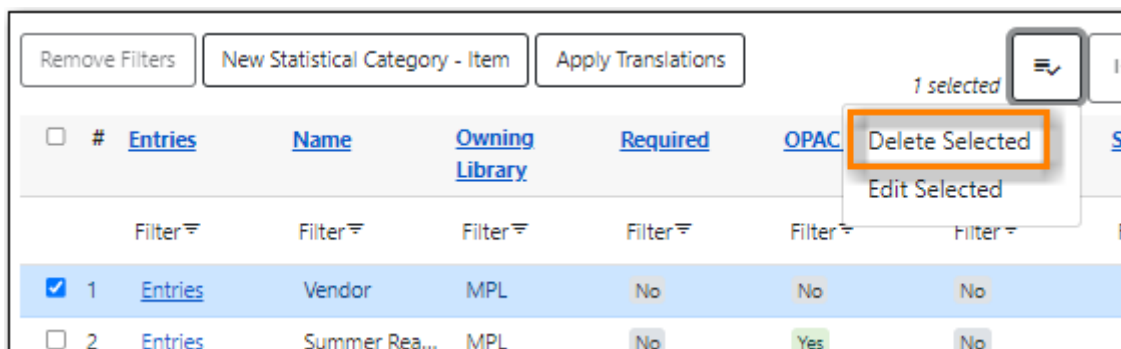 Remove Filters New Statistical Category - Item Apply Translations
1 selected
# Entries Name Owning Library Required OPAC
Delete Selected
Edit Selected
Filter Filter Filter Filter Filter Filter
1 Entries Vendor MPL No No No
2 Entries Summer Rea... MPL No Yes No